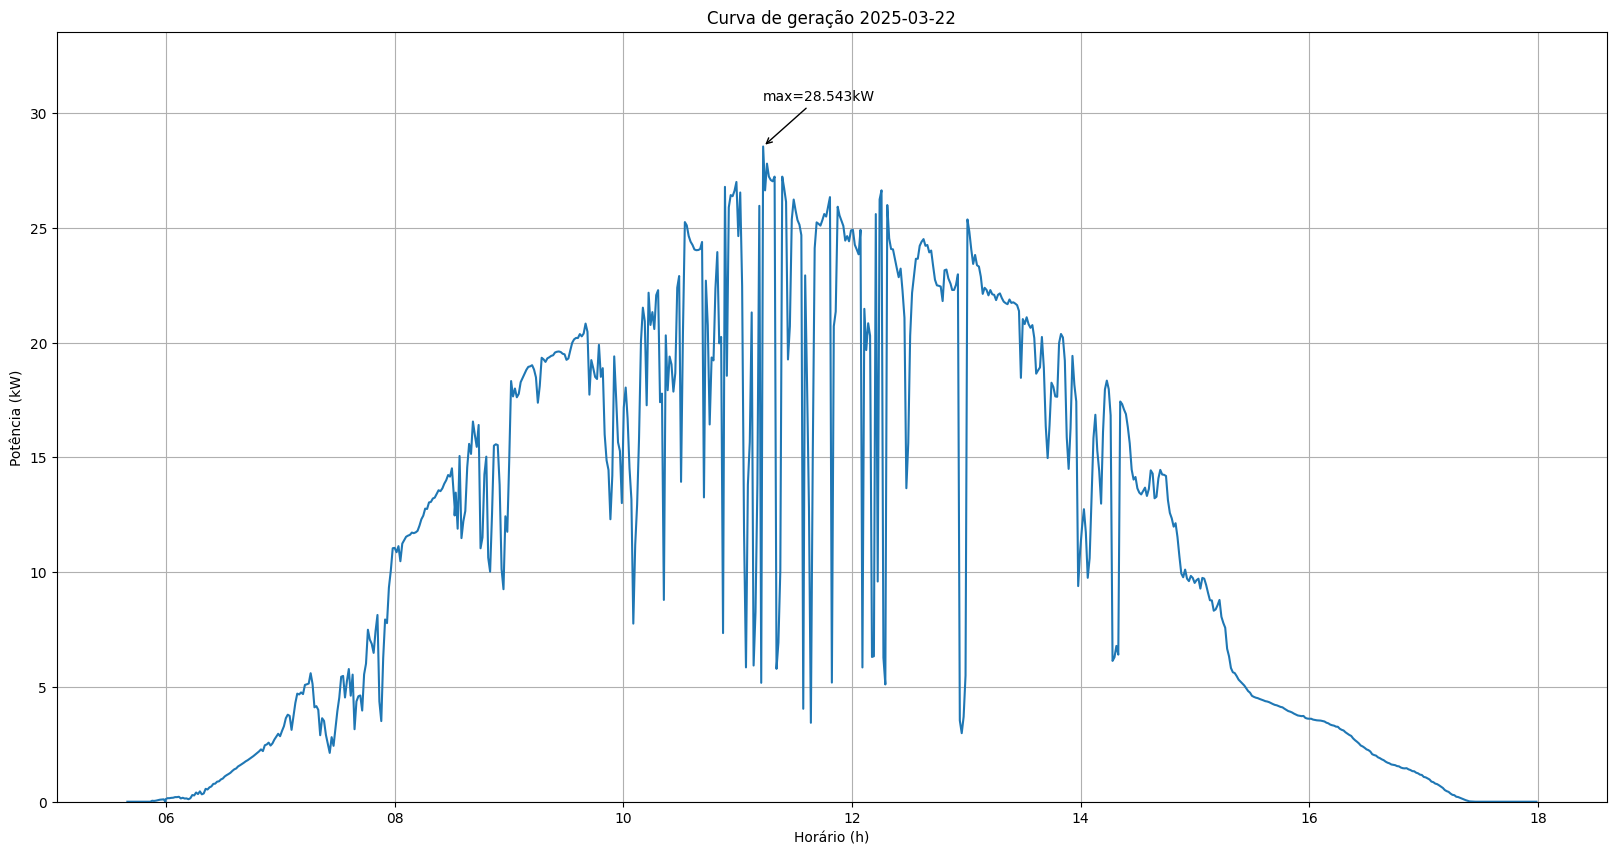 Curva de geração 2025-03-22
max=28.543kW
Potência (kW)
30
25
20
15
10
5
0
06 08 10 12 14 16 18
Horário (h)